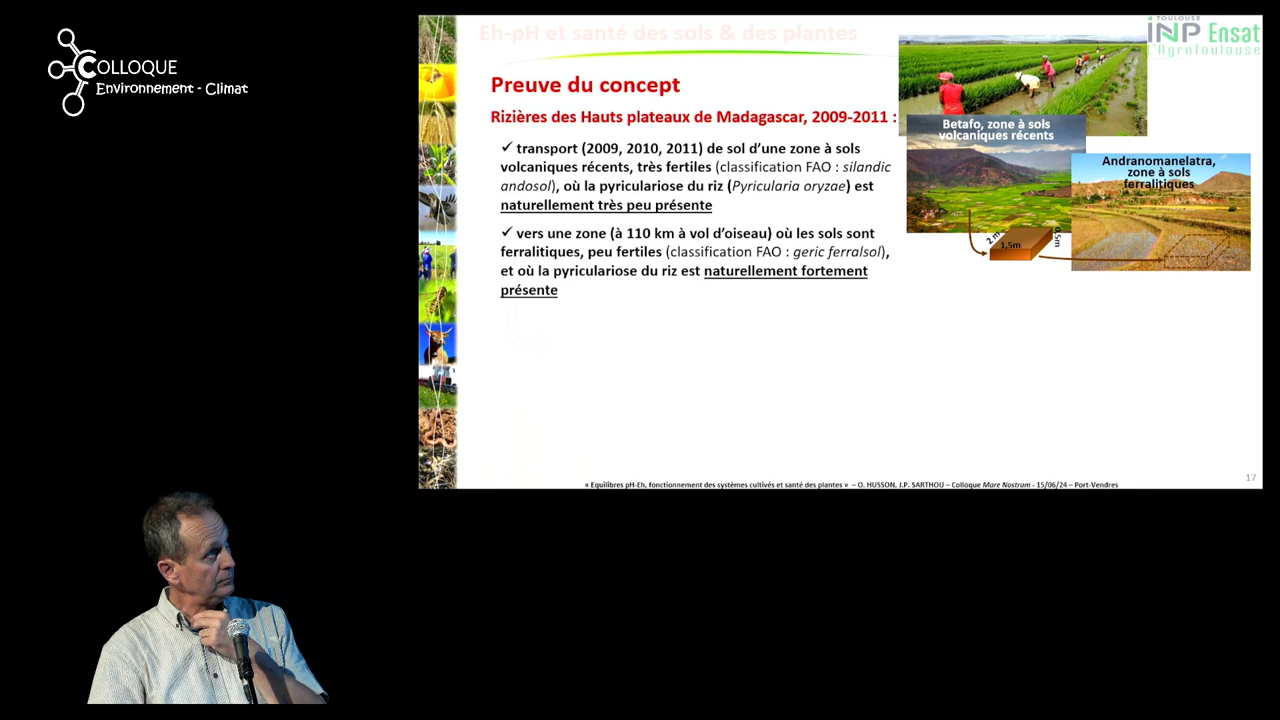 COLLOQUE
Environnement - Climat
Eh-pH et santé des sols & des plantes
TOULOUSE
INP Ensat
L'Agrotoulouse
Preuve du concept
Rizières des Hauts plateaux de Madagascar, 2009-2011 :
✓ transport (2009, 2010, 2011) de sol d'une zone à sols
volcaniques récents, très fertiles (classification FAO : silandic
andosol), où la pyriculariose du riz (Pyricularia oryzae) est
naturellement très peu présente
✓ vers une zone (à 110 km à vol d'oiseau) où les sols sont
ferralitiques, peu fertiles (classification FAO : geric ferralsol),
et où la pyriculariose du riz est naturellement fortement
présente
Betafo, zone à sols
volcaniques récents
Andranomanelatra,
zone à sols
ferralitiques
2 m
1,5m
0,5m
« Equilibres pH-Eh, fonctionnement des systèmes cultivés et santé des plantes » – O. HUSSON, J.P. SARTHOU – Colloque Mare Nostrum - 15/06/24 – Port-Vendres
17